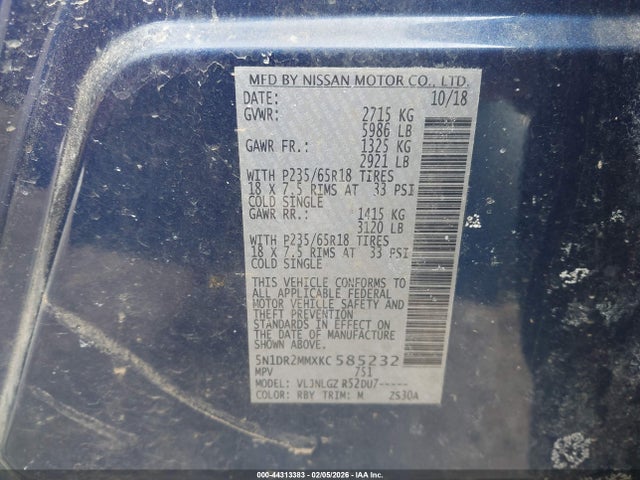 MFD BY NISSAN MOTOR CO., LTD.
DATE: 10/18
GVWR: 2715 KG
5986 LB
GAWR FR.: 1325 KG
2921 LB
WITH P235/65R18 TIRES
18 X 7.5 RIMS AT 33 PSI
COLD SINGLE
GAWR RR.: 1415 KG
3120 LB
WITH P235/65R18 TIRES
18 X 7.5 RIMS AT 33 PSI
COLD SINGLE
THIS VEHICLE CONFORMS TO
ALL APPLICABLE FEDERAL
MOTOR VEHICLE SAFETY AND
THEFT PREVENTION
STANDARDS IN EFFECT ON
THE DATE OF MANUFACTURE
SHOWN ABOVE.
5N1DR2MMXKC585232
MPV 751
MODEL: VLJNLGZ R52DU7-----
COLOR: RBY TRIM: M ZS30A
000-44313383 - 02/05/2026 - IAA Inc.